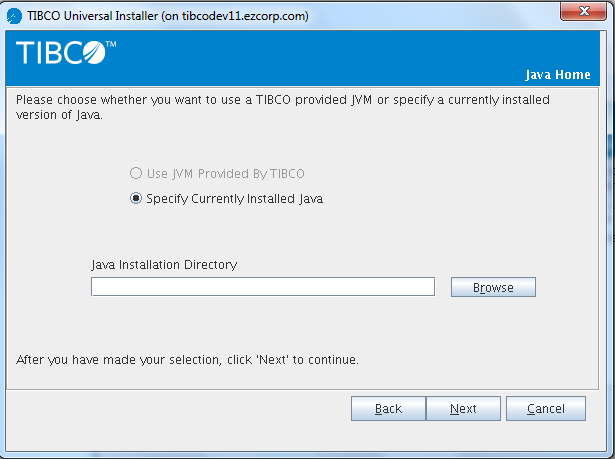 TIBCO Universal Installer (on tibcodev11.ezcorp.com)
TIBCO™
Java Home
Please choose whether you want to use a TIBCO provided JVM or specify a currently installed
version of Java.
Use JVM Provided By TIBCO
Specify Currently Installed Java
Java Installation Directory
Browse
After you have made your selection, click 'Next' to continue.
Back
Next
Cancel